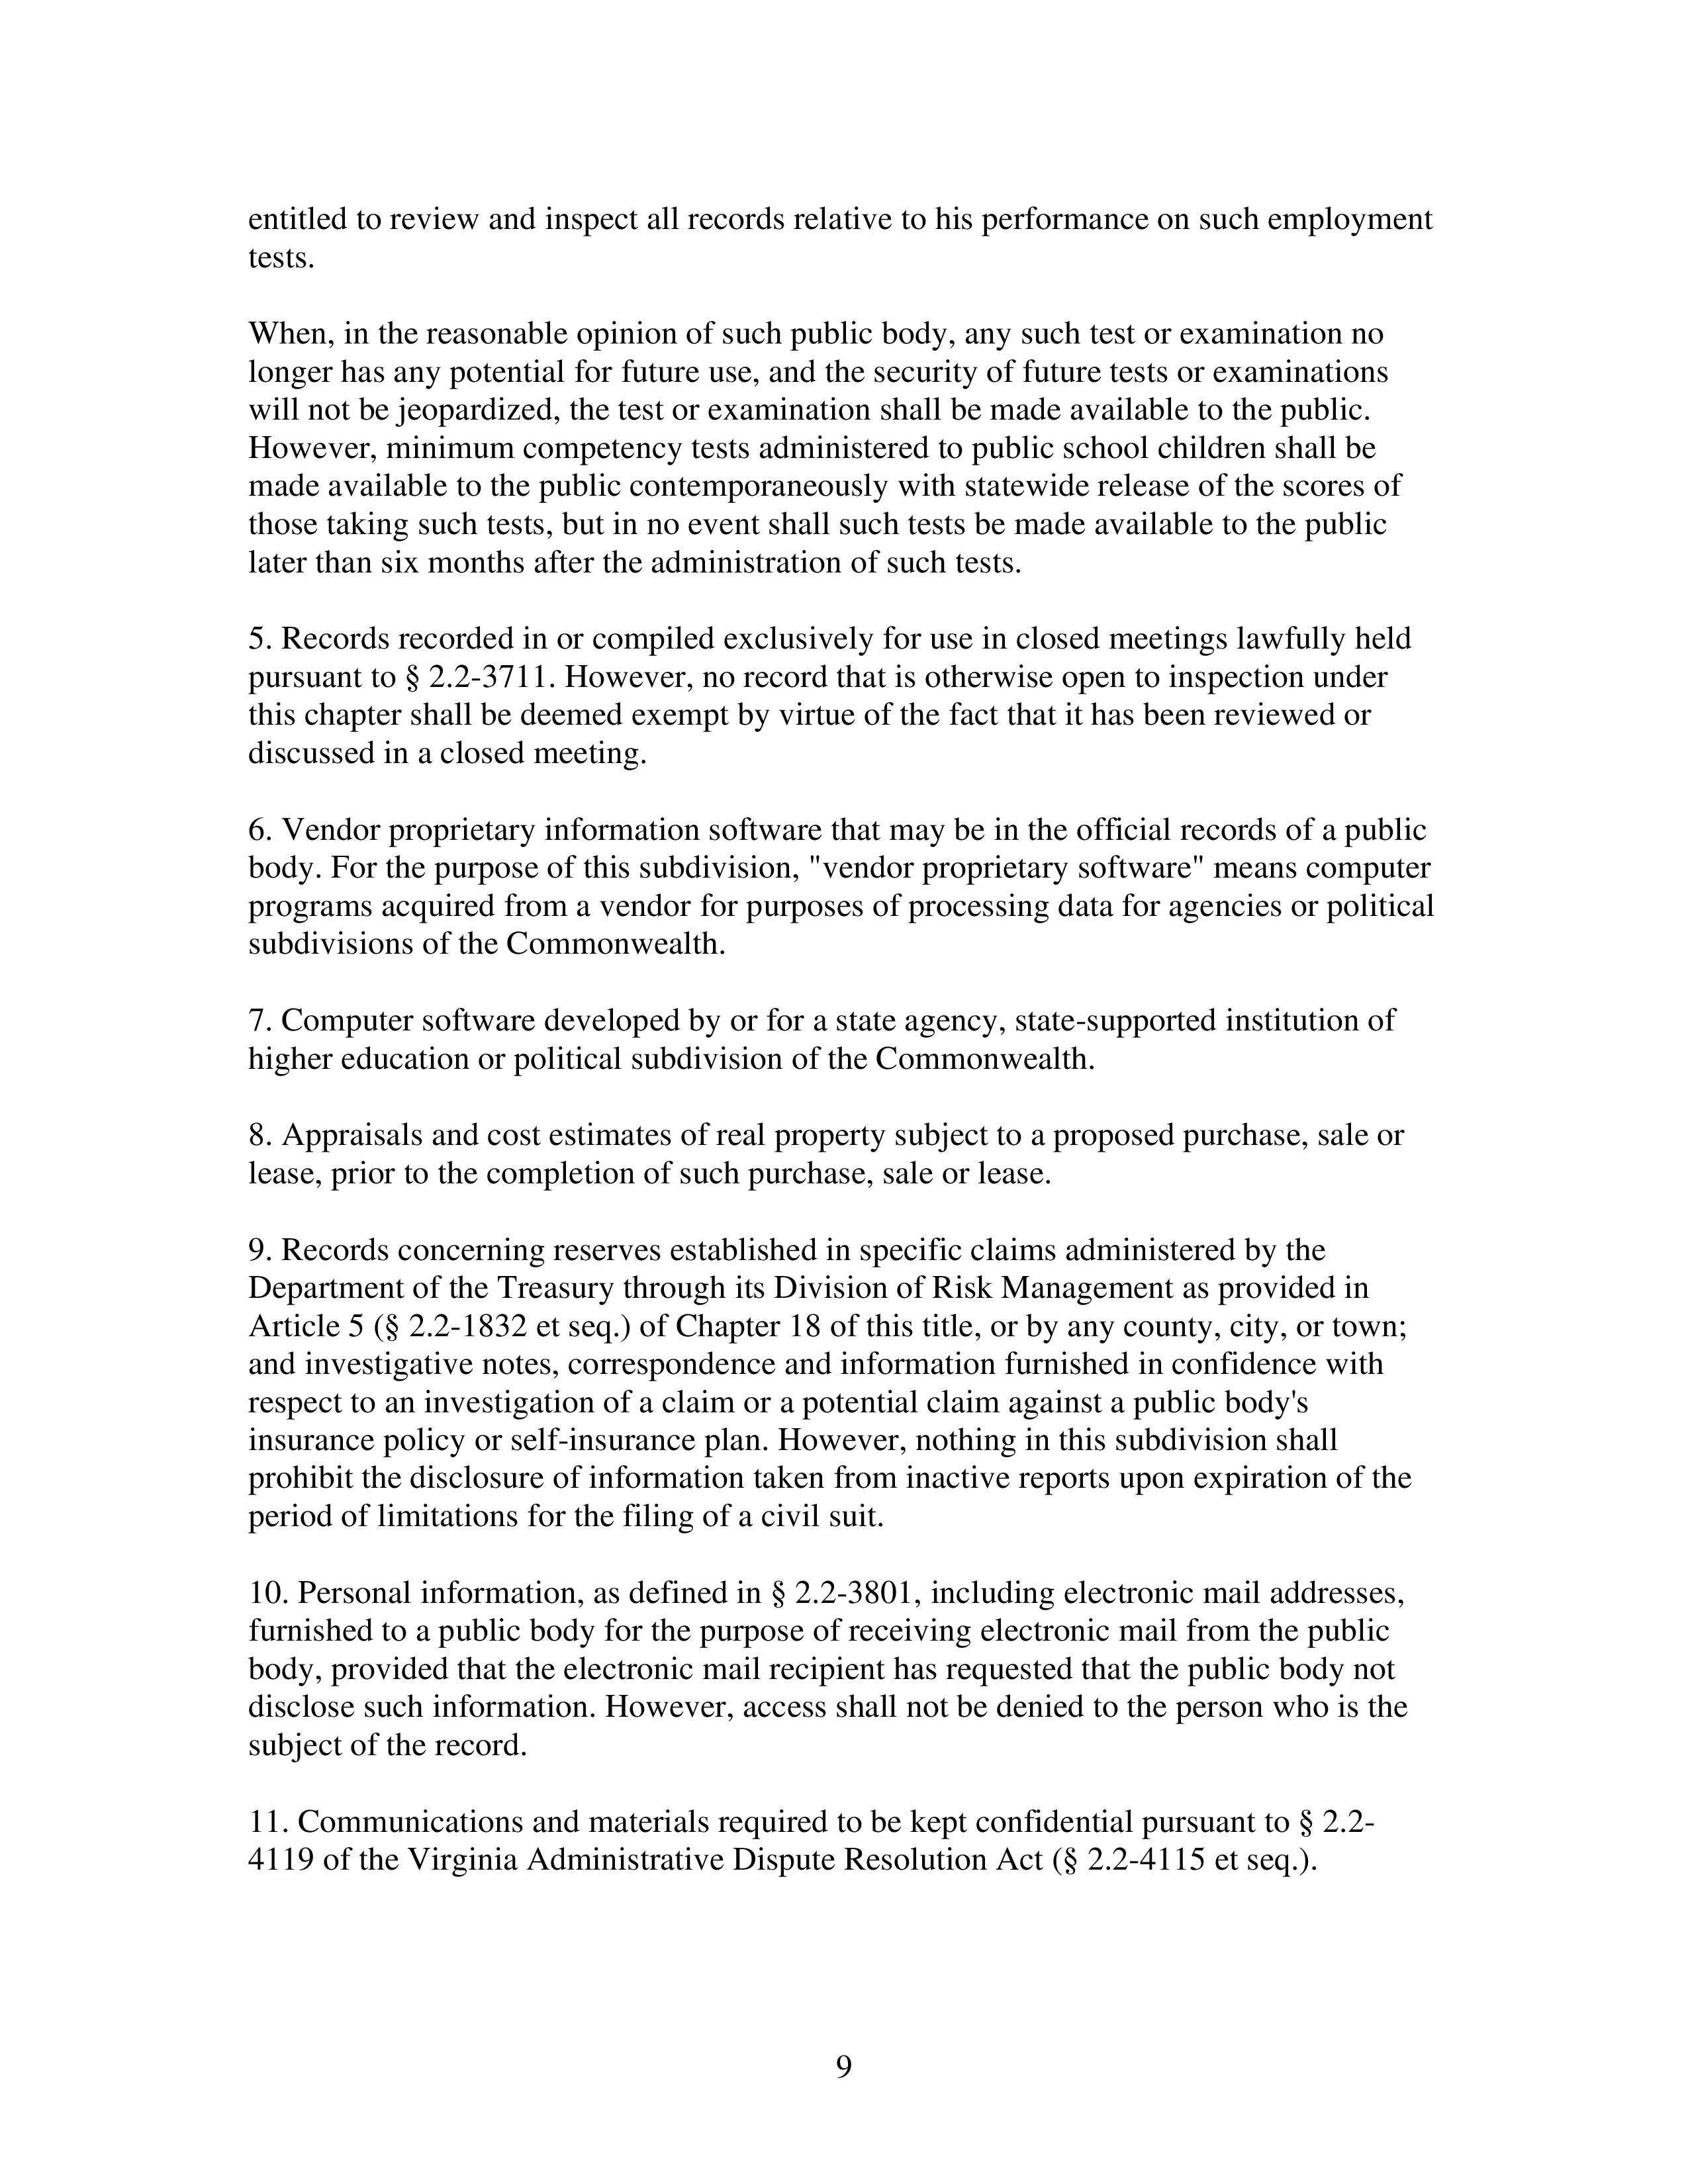 entitled to review and inspect all records relative to his performance on such employment
tests.
When, in the reasonable opinion of such public body, any such test or examination no
longer has any potential for future use, and the security of future tests or examinations
will not be jeopardized, the test or examination shall be made available to the public.
However, minimum competency tests administered to public school children shall be
made available to the public contemporaneously with statewide release of the scores of
those taking such tests, but in no event shall such tests be made available to the public
later than six months after the administration of such tests.
5. Records recorded in or compiled exclusively for use in closed meetings lawfully held
pursuant to § 2.2-3711. However, no record that is otherwise open to inspection under
this chapter shall be deemed exempt by virtue of the fact that it has been reviewed or
discussed in a closed meeting.
6. Vendor proprietary information software that may be in the official records of a public
body. For the purpose of this subdivision, "vendor proprietary software" means computer
programs acquired from a vendor for purposes of processing data for agencies or political
subdivisions of the Commonwealth.
7. Computer software developed by or for a state agency, state-supported institution of
higher education or political subdivision of the Commonwealth.
8. Appraisals and cost estimates of real property subject to a proposed purchase, sale or
lease, prior to the completion of such purchase, sale or lease.
9. Records concerning reserves established in specific claims administered by the
Department of the Treasury through its Division of Risk Management as provided in
Article 5 (§ 2.2-1832 et seq.) of Chapter 18 of this title, or by any county, city, or town;
and investigative notes, correspondence and information furnished in confidence with
respect to an investigation of a claim or a potential claim against a public body's
insurance policy or self-insurance plan. However, nothing in this subdivision shall
prohibit the disclosure of information taken from inactive reports upon expiration of the
period of limitations for the filing of a civil suit.
10. Personal information, as defined in § 2.2-3801, including electronic mail addresses,
furnished to a public body for the purpose of receiving electronic mail from the public
body, provided that the electronic mail recipient has requested that the public body not
disclose such information. However, access shall not be denied to the person who is the
subject of the record.
11. Communications and materials required to be kept confidential pursuant to § 2.2-
4119 of the Virginia Administrative Dispute Resolution Act (§ 2.2-4115 et seq.).
9